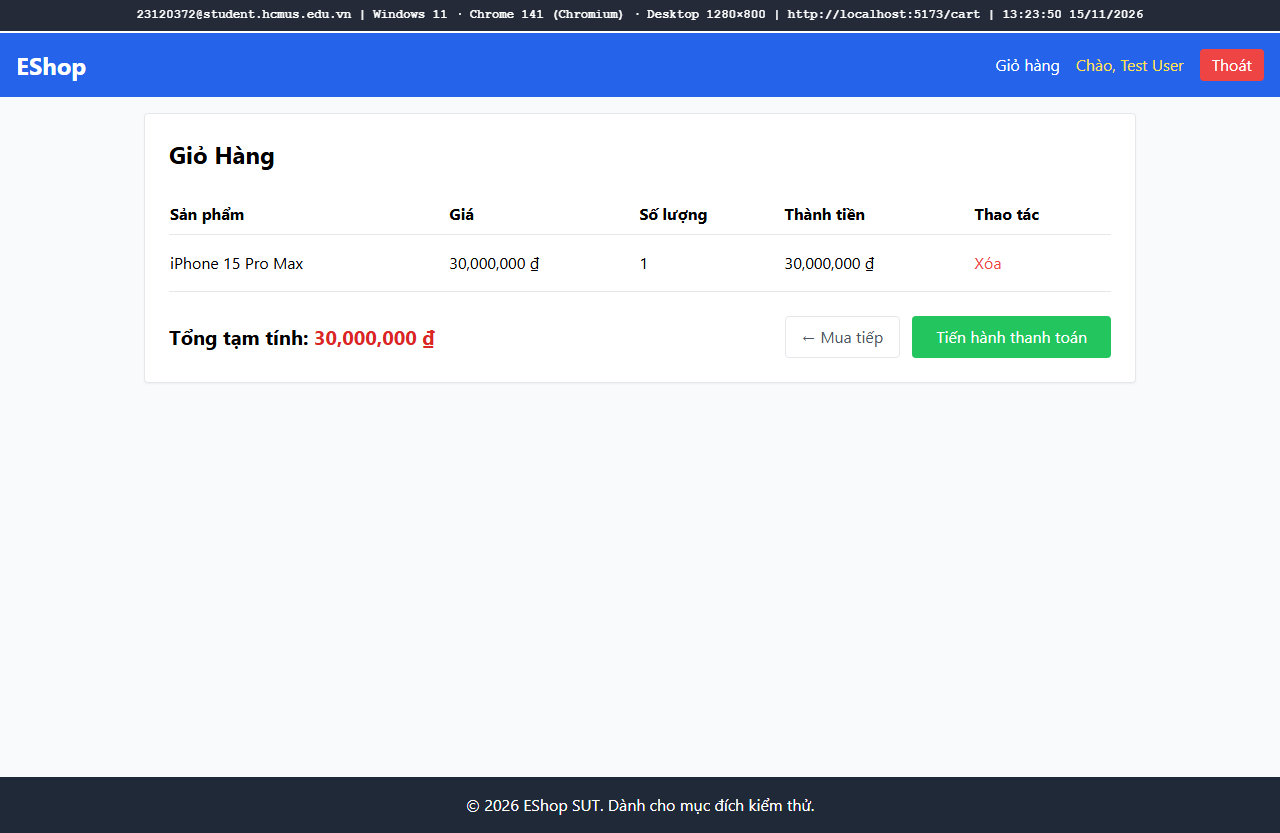 23120372@student.hcmus.edu.vn | Windows 11 · Chrome 141 (Chromium) · Desktop 1280×800 | http://localhost:5173/cart | 13:23:50 15/11/2026
EShop Giỏ hàng Chào, Test User Thoát
Giỏ Hàng
Sản phẩm Giá Số lượng Thành tiền Thao tác
iPhone 15 Pro Max 30,000,000 ₫ 1 30,000,000 ₫ Xóa
Tổng tạm tính: 30,000,000 ₫ ← Mua tiếp Tiến hành thanh toán
© 2026 EShop SUT. Dành cho mục đích kiểm thử.